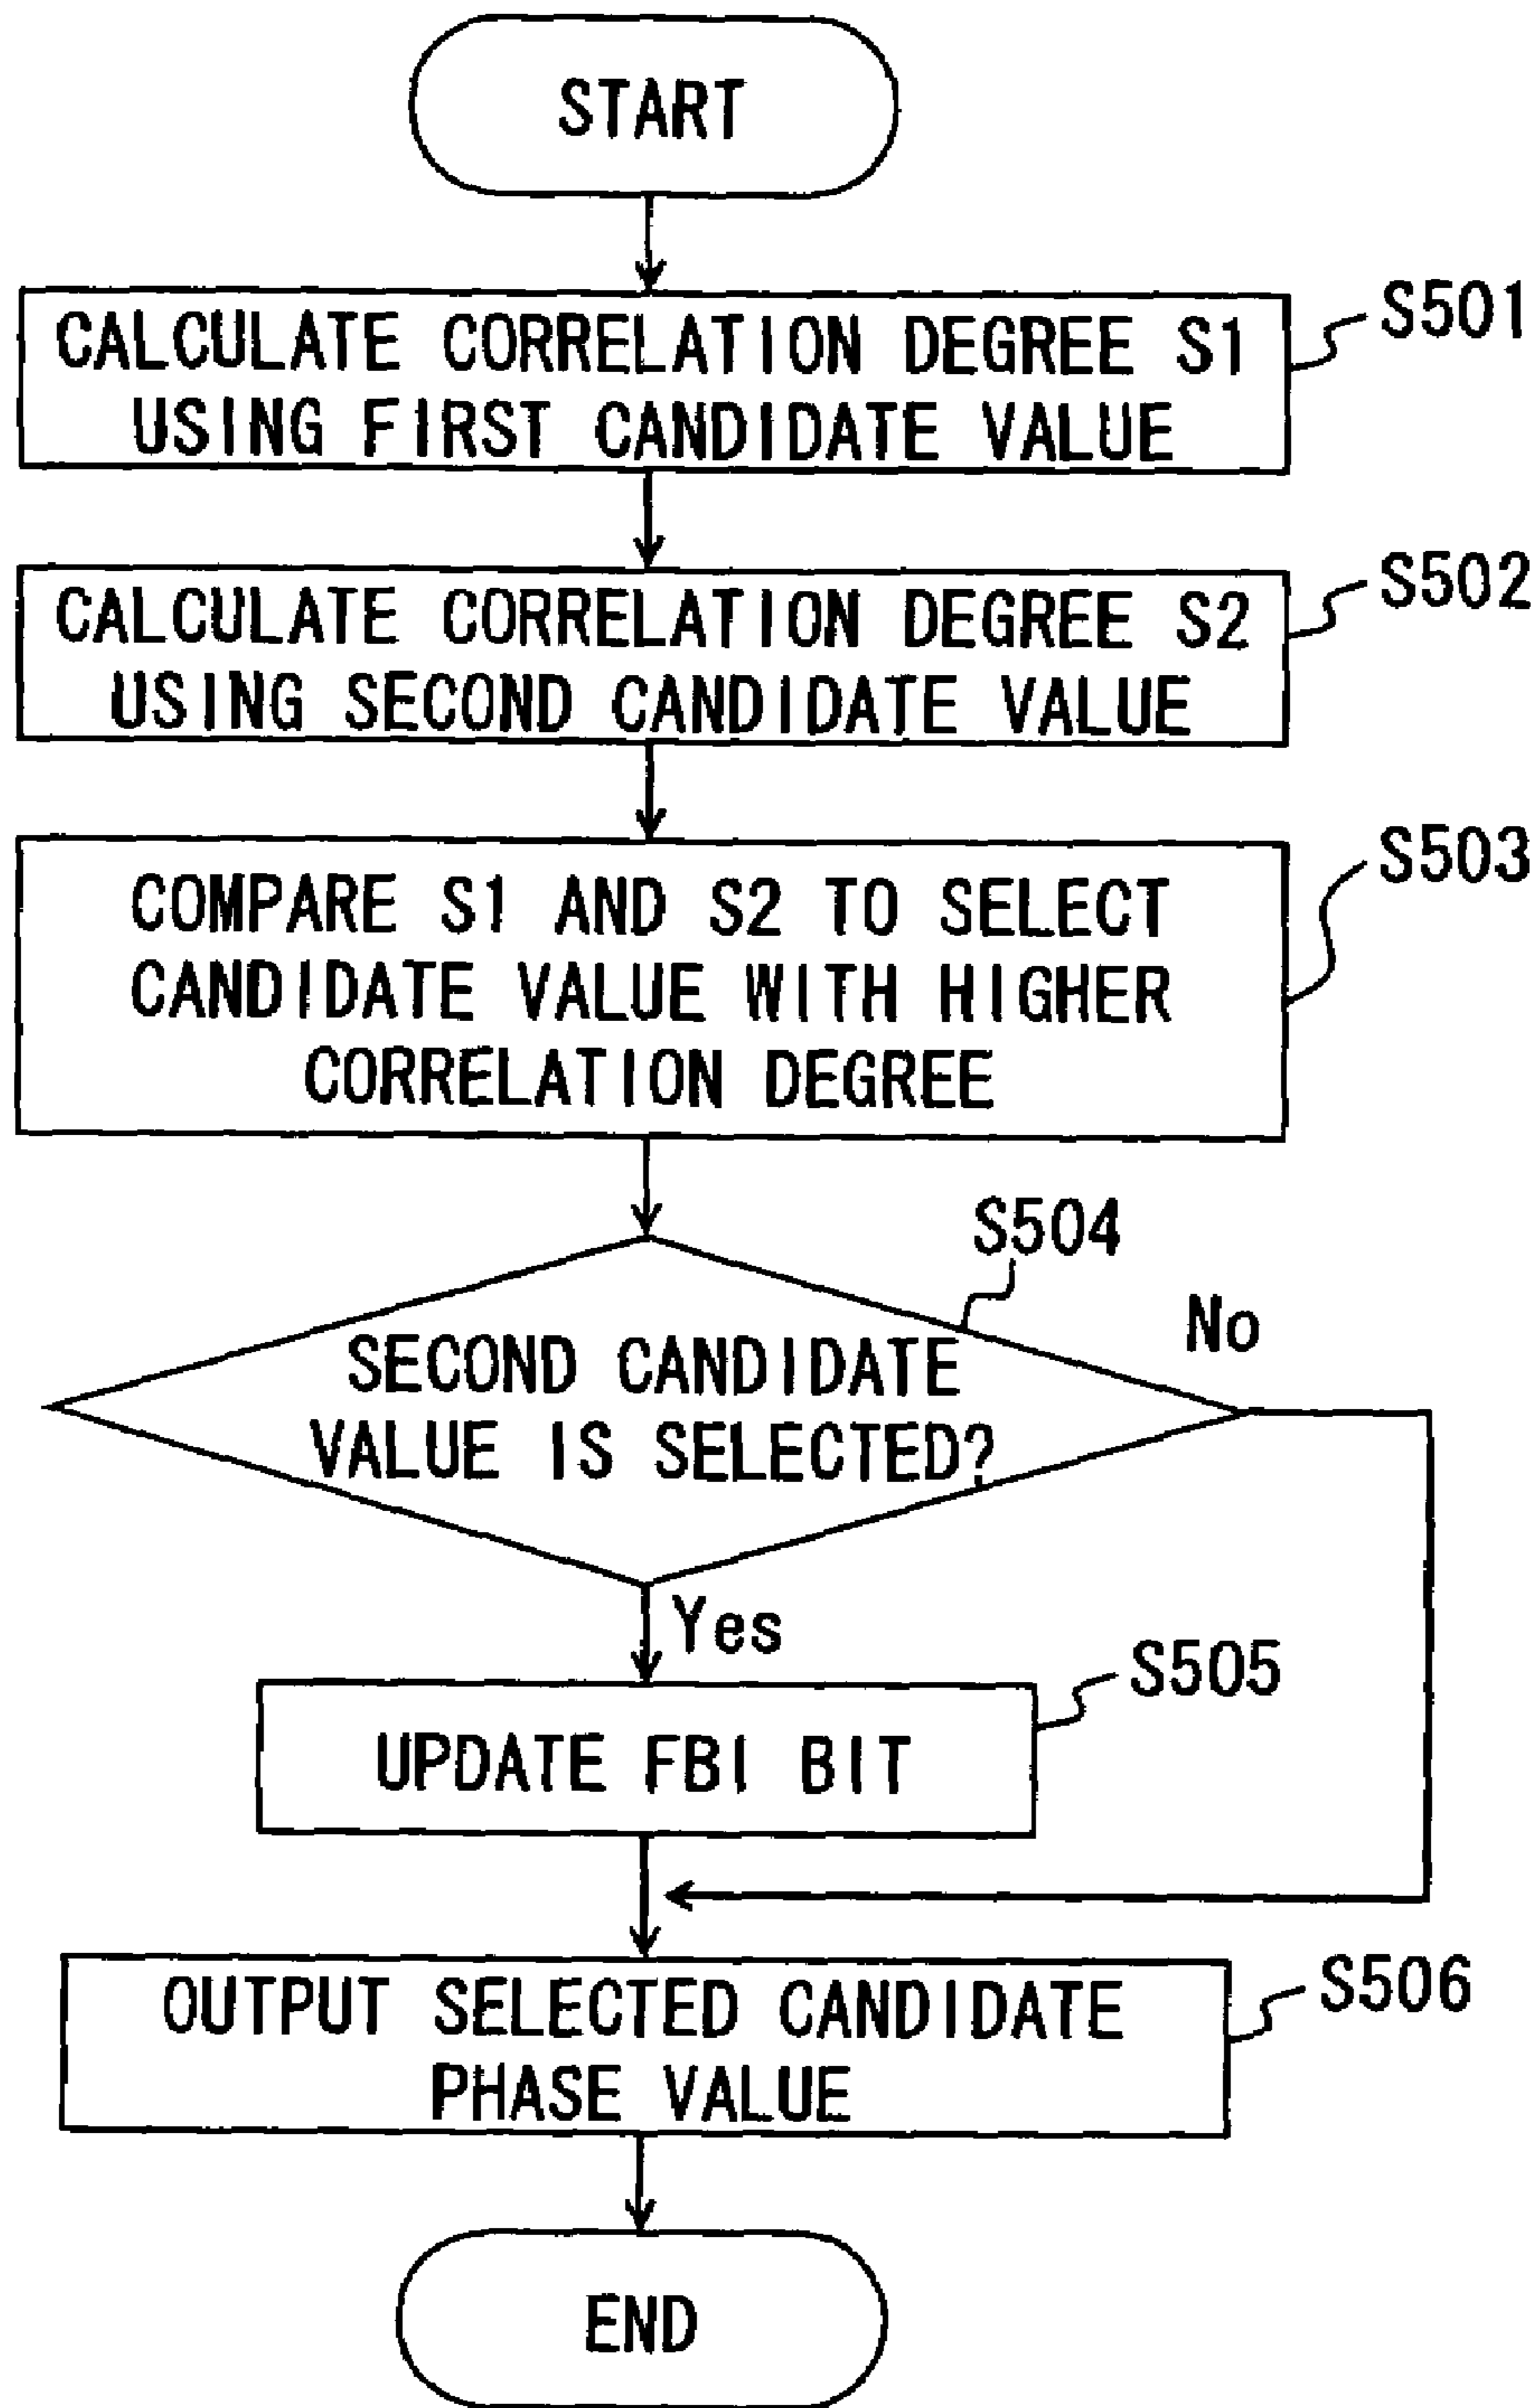 START
S501
CALCULATE CORRELATION DEGREE S1
USING FIRST CANDIDATE VALUE
S502
CALCULATE CORRELATION DEGREE S2
USING SECOND CANDIDATE VALUE
S503
COMPARE S1 AND S2 TO SELECT
CANDIDATE VALUE WITH HIGHER
CORRELATION DEGREE
S504
No
SECOND CANDIDATE
VALUE IS SELECTED?
Yes
S505
UPDATE FBI BIT
S506
OUTPUT SELECTED CANDIDATE
PHASE VALUE
END